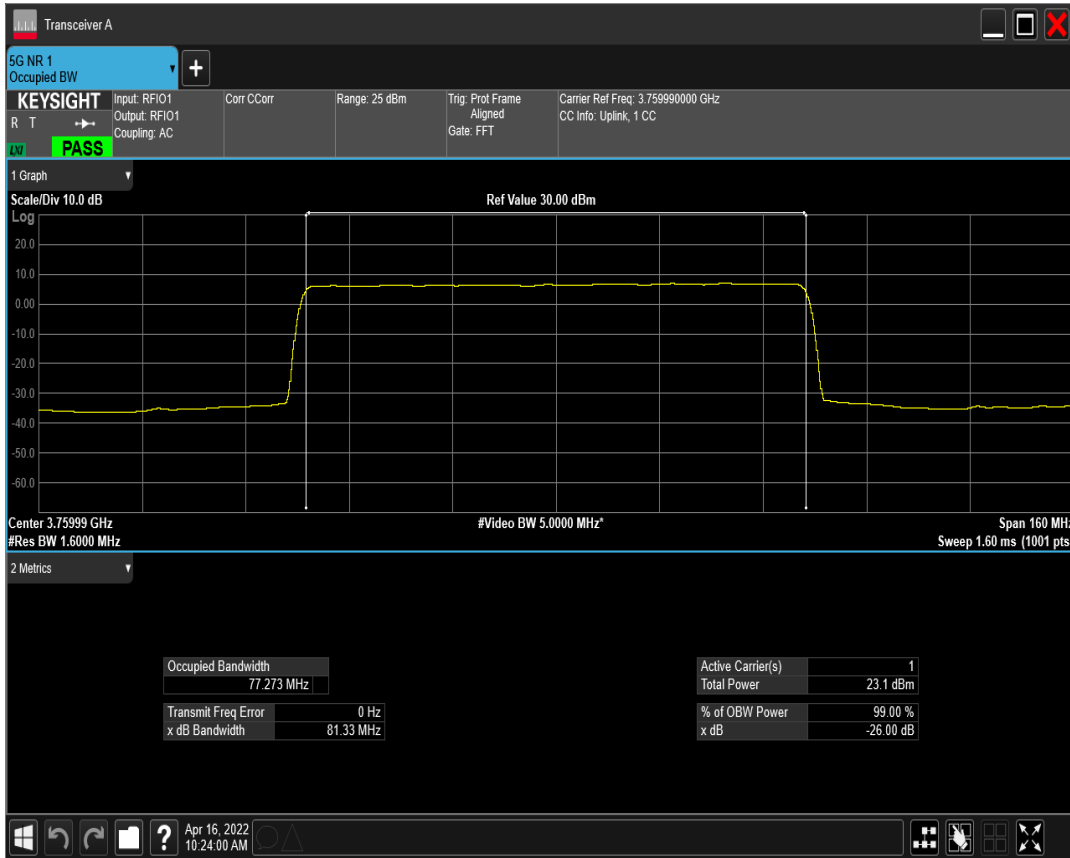 Transceiver A
5G NR 1
Occupied BW
+
KEYSIGHT
R T
LXI
PASS
Input: RFIO1
Output: RFIO1
Coupling: AC
Corr CCorr
Range: 25 dBm
Trig: Prot Frame
Aligned
Gate: FFT
Carrier Ref Freq: 3.759990000 GHz
CC Info: Uplink, 1 CC
1 Graph
Scale/Div 10.0 dB
Ref Value 30.00 dBm
Log
20.0
10.0
0.00
-10.0
-20.0
-30.0
-40.0
-50.0
-60.0
Center 3.75999 GHz
#Video BW 5.0000 MHz*
Span 160 MHz
#Res BW 1.6000 MHz
Sweep 1.60 ms (1001 pts
2 Metrics
Occupied Bandwidth
77.273 MHz
Transmit Freq Error 0 Hz
x dB Bandwidth 81.33 MHz
Active Carrier(s) 1
Total Power 23.1 dBm
% of OBW Power 99.00 %
x dB -26.00 dB
?
Apr 16, 2022
10:24:00 AM